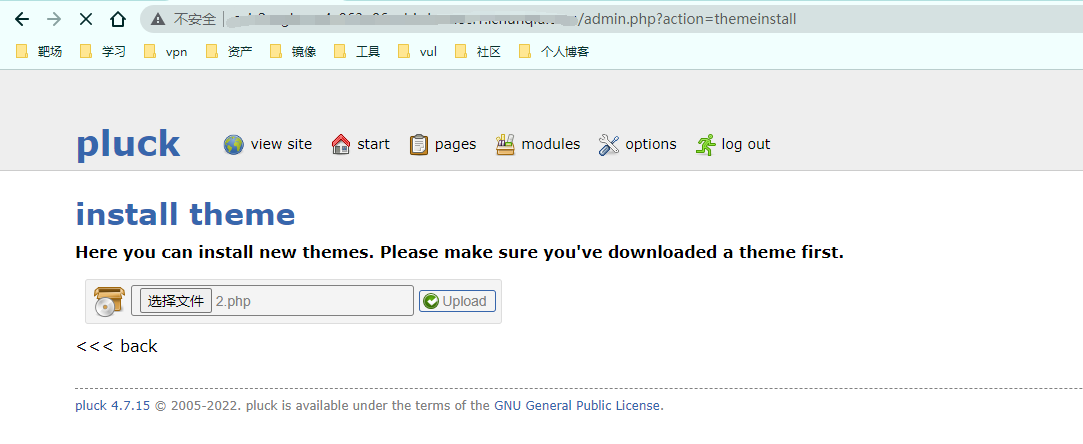 不安全 /admin.php?action=themeinstall
靶场 学习 vpn 资产 镜像 工具 vul 社区 个人博客
pluck view site start pages modules options log out
install theme
Here you can install new themes. Please make sure you've downloaded a theme first.
选择文件 2.php Upload
<<< back
pluck 4.7.15 © 2005-2022. pluck is available under the terms of the GNU General Public License.